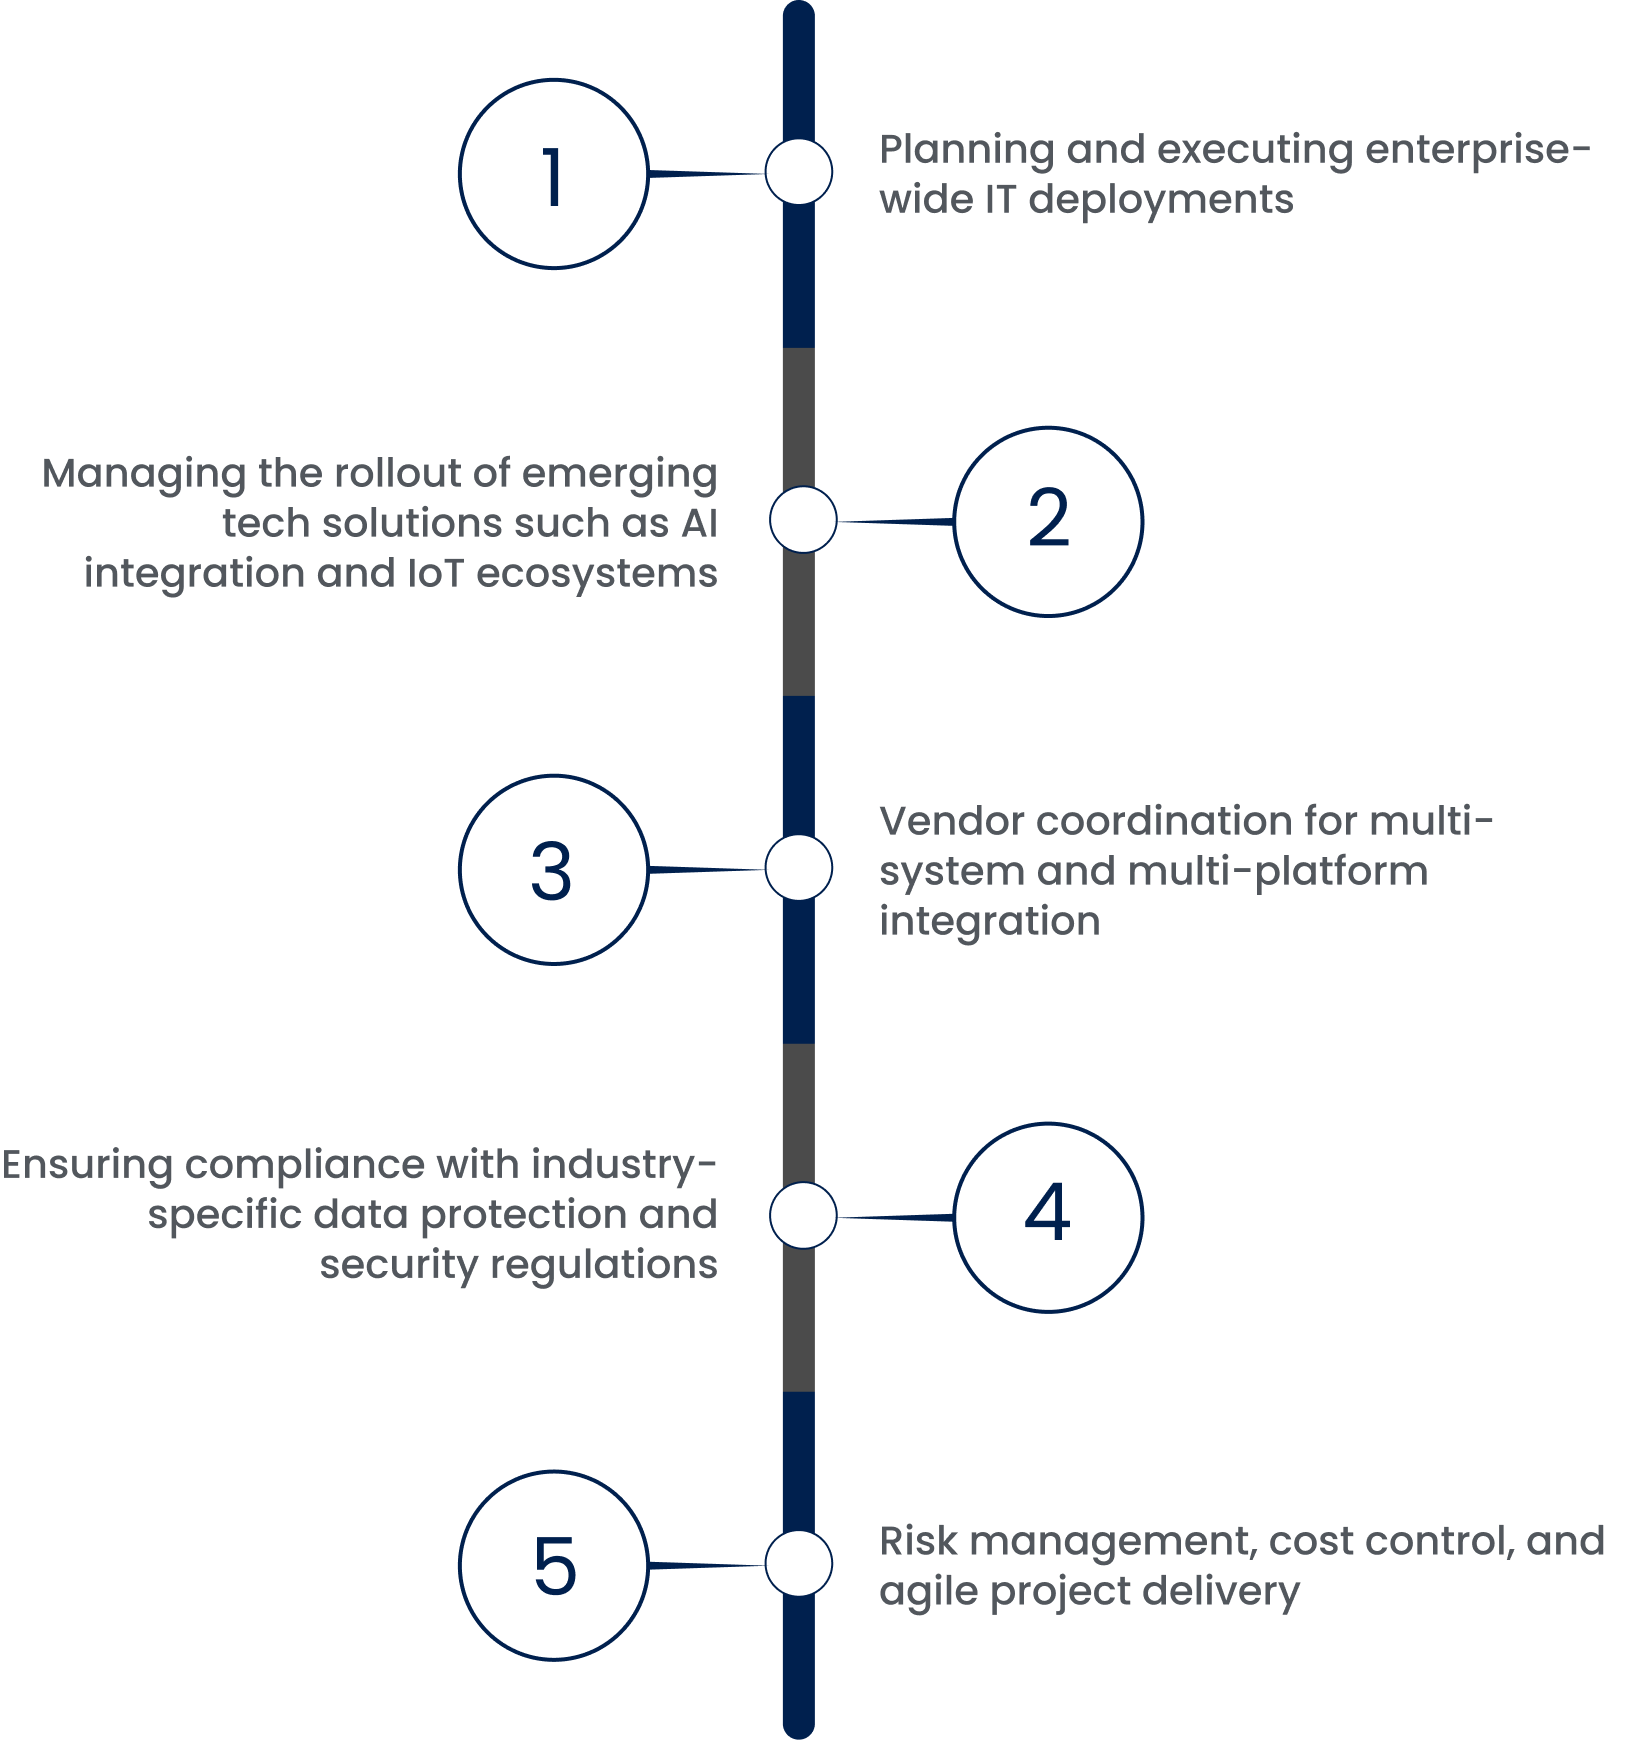 1
Planning and executing enterprise-
wide IT deployments
2
Managing the rollout of emerging
tech solutions such as AI
integration and IoT ecosystems
3
Vendor coordination for multi-
system and multi-platform
integration
4
Ensuring compliance with industry-
specific data protection and
security regulations
5
Risk management, cost control, and
agile project delivery